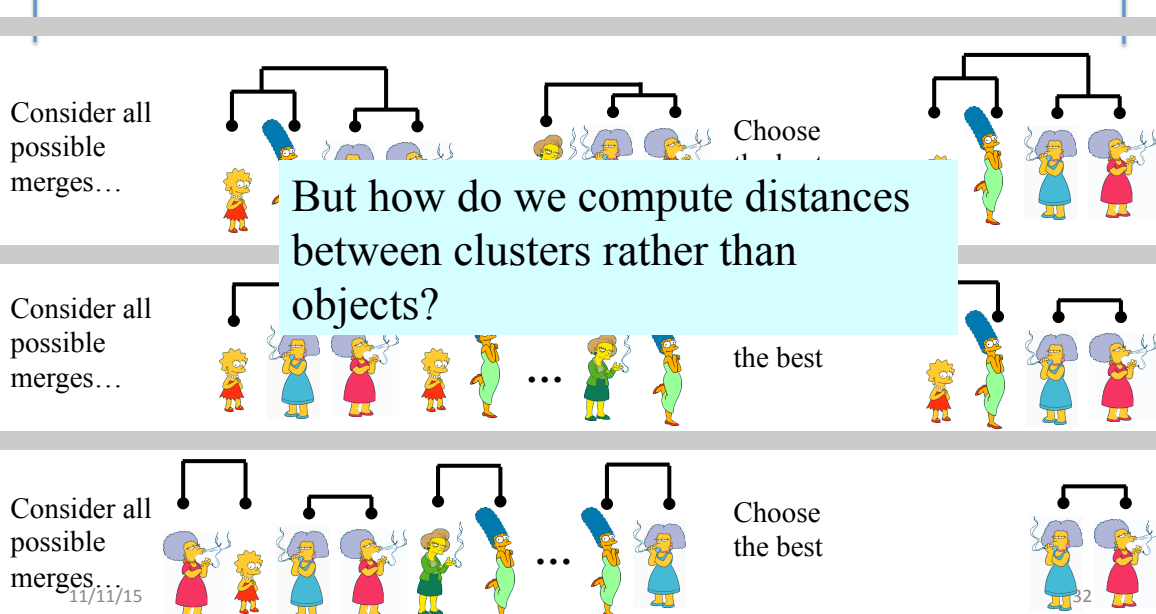 Consider all
possible
merges…
Choose
But how do we compute distances
between clusters rather than
objects?
Consider all
possible
merges…
…
the best
Consider all
possible
merges…
…
Choose
the best
11/11/15
32